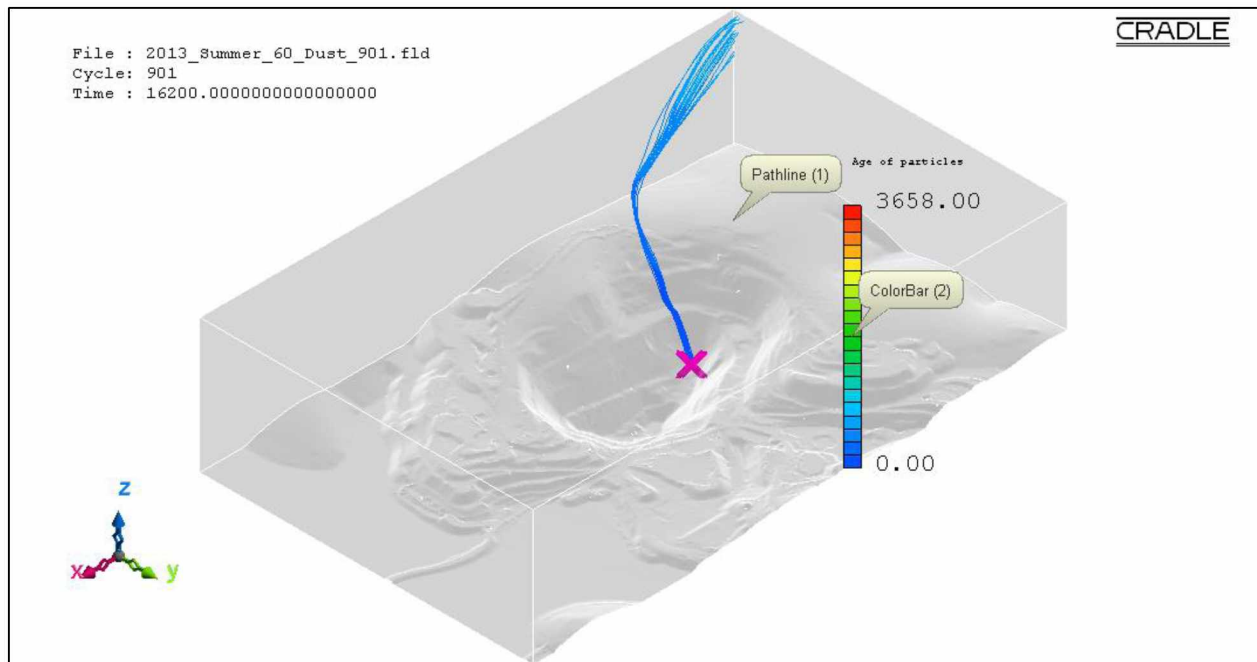 File : 2013_Summer_60_Dust_901.fld
Cycle: 901
Time : 16200.0000000000000000
CRADLE
Age of particles
Pathline (1)
3658.00
ColorBar (2)
0.00
z
x
y